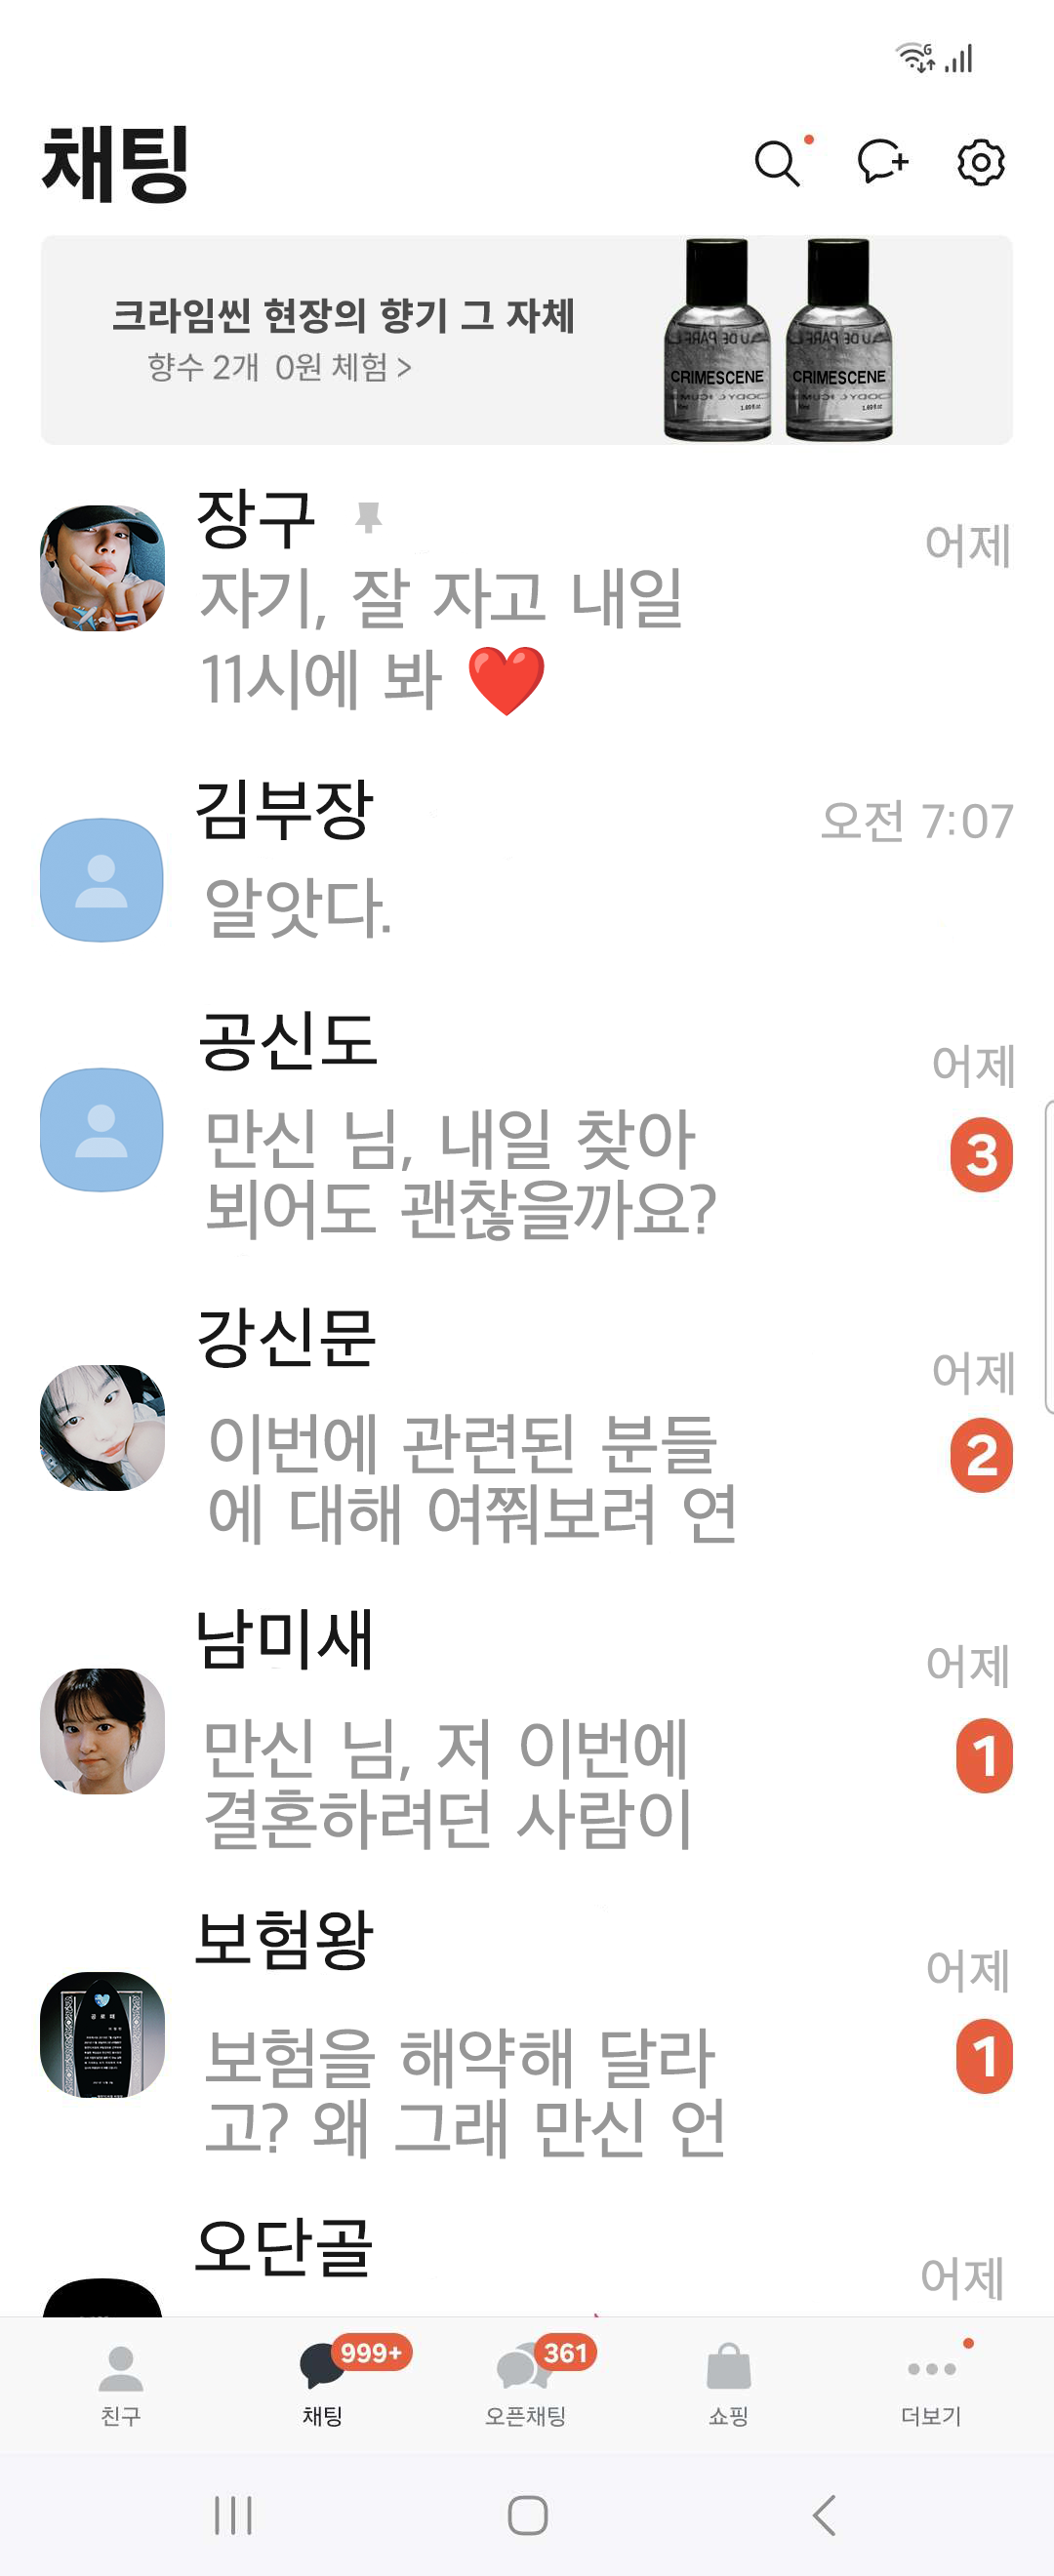 채팅
크라임씬 현장의 향기 그 자체
향수 2개 0원 체험 >
CRIMESCENE
CRIMESCENE
장구
어제
자기, 잘 자고 내일
11시에 봐 ❤️
김부장
오전 7:07
알앗다.
공신도
어제
만신 님, 내일 찾아
뵈어도 괜찮을까요?
3
강신문
어제
이번에 관련된 분들
에 대해 여쭤보려 연
2
남미새
어제
만신 님, 저 이번에
결혼하려던 사람이
1
보험왕
어제
보험을 해약해 달라
고? 왜 그래 만신 언
1
오단골
어제
999+
361
친구
채팅
오픈채팅
쇼핑
더보기